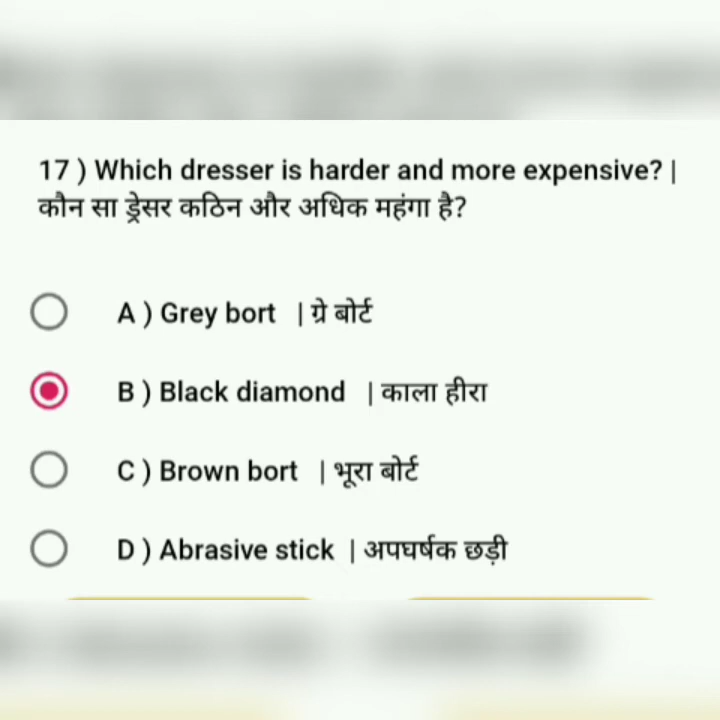 17 ) Which dresser is harder and more expensive? |
कौन सा ड्रेसर कठिन और अधिक महंगा है?
A ) Grey bort | ग्रे बोर्ट
B ) Black diamond | काला हीरा
C ) Brown bort | भूरा बोर्ट
D ) Abrasive stick | अपघर्षक छड़ी